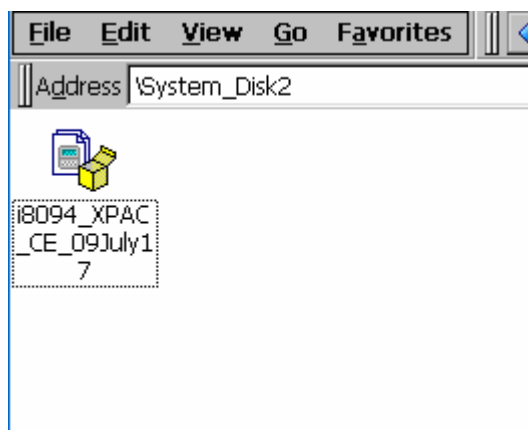 File Edit View Go Favorites
Address \System_Disk2
i8094_XPAC
_CE_09July1
7